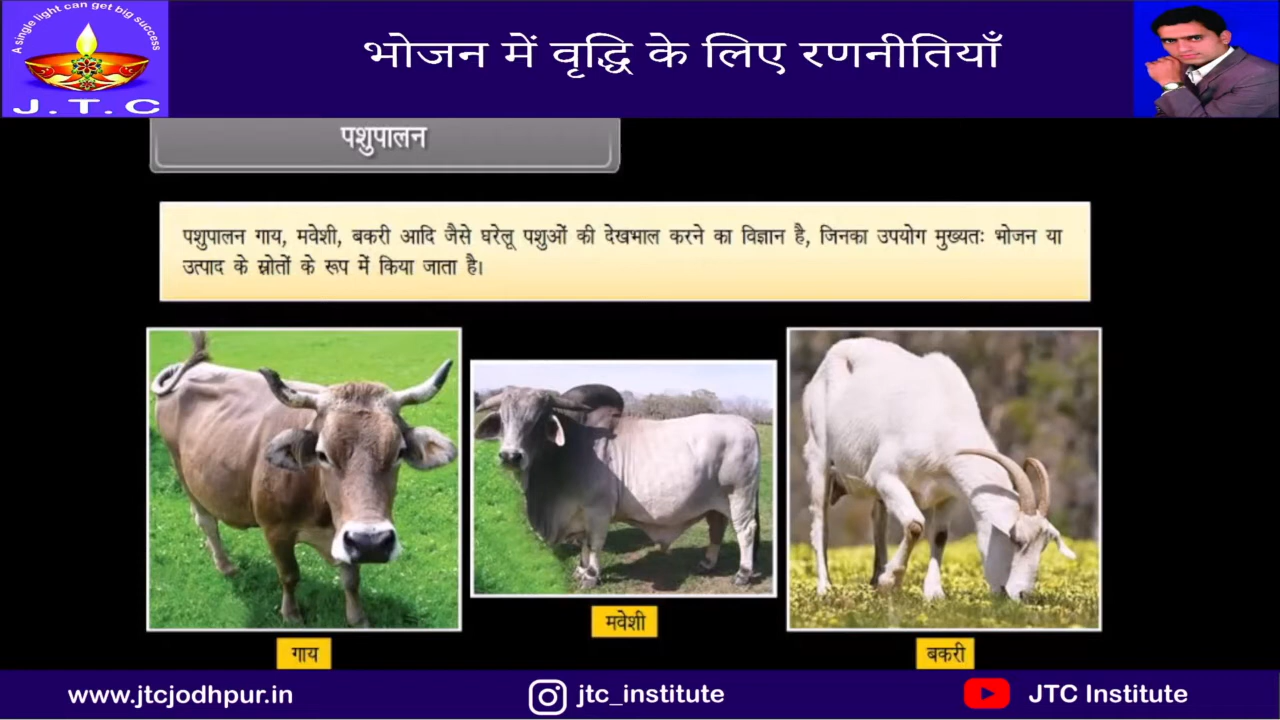 A single light can get big success
J.T.C
भोजन में वृद्धि के लिए रणनीतियाँ
पशुपालन
पशुपालन गाय, मवेशी, बकरी आदि जैसे घरेलू पशुओं की देखभाल करने का विज्ञान है, जिनका उपयोग मुख्यतः भोजन या
उत्पाद के स्रोतों के रूप में किया जाता है।
गाय
मवेशी
बकरी
www.jtcjodhpur.in
jtc_institute
JTC Institute